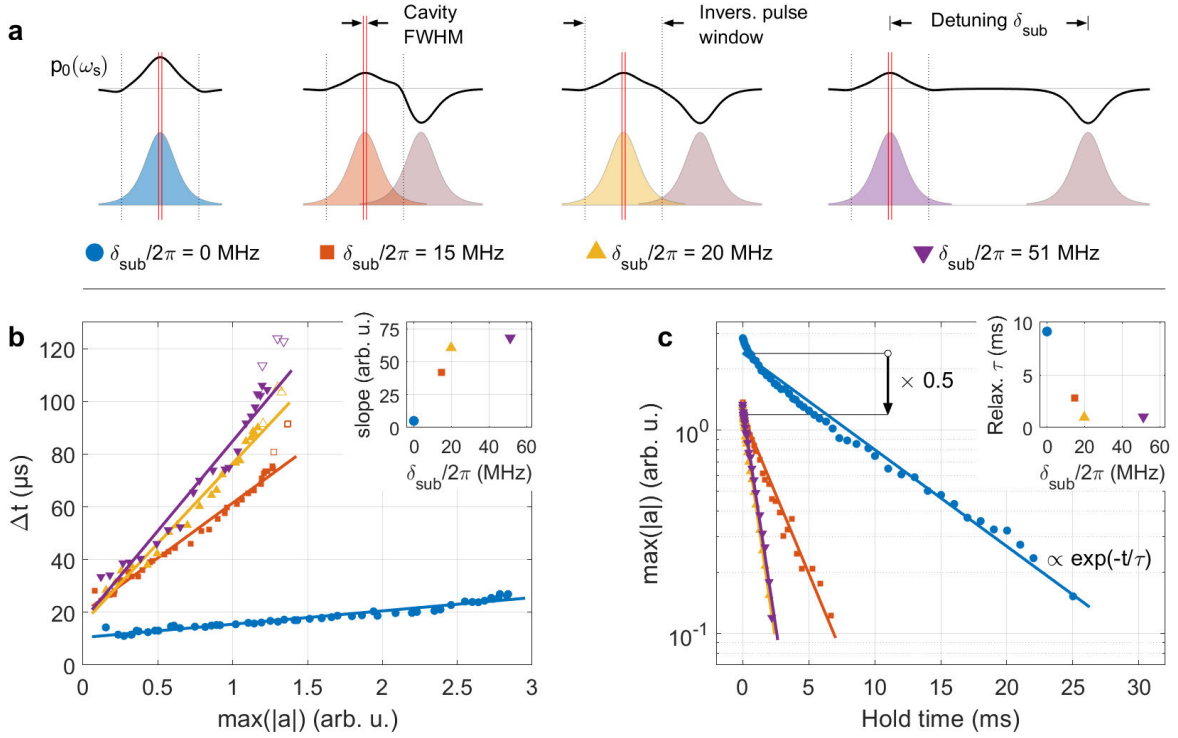 a
Cavity
FWHM
Invers. pulse
window
Detuning δsub
p0(ωs)
δsub/2π = 0 MHz
δsub/2π = 15 MHz
δsub/2π = 20 MHz
δsub/2π = 51 MHz
b
120
100
80
60
40
20
0
Δt (µs)
0.5
1
1.5
2
2.5
3
max(|a|) (arb. u.)
75
50
25
0
slope (arb. u.)
0
20
40
60
δsub/2π (MHz)
c
10^0
10^-1
max(|a|) (arb. u.)
0
5
10
15
20
25
30
Hold time (ms)
× 0.5
∝ exp(-t/τ)
10
5
0
Relax. τ (ms)
0
20
40
60
δsub/2π (MHz)